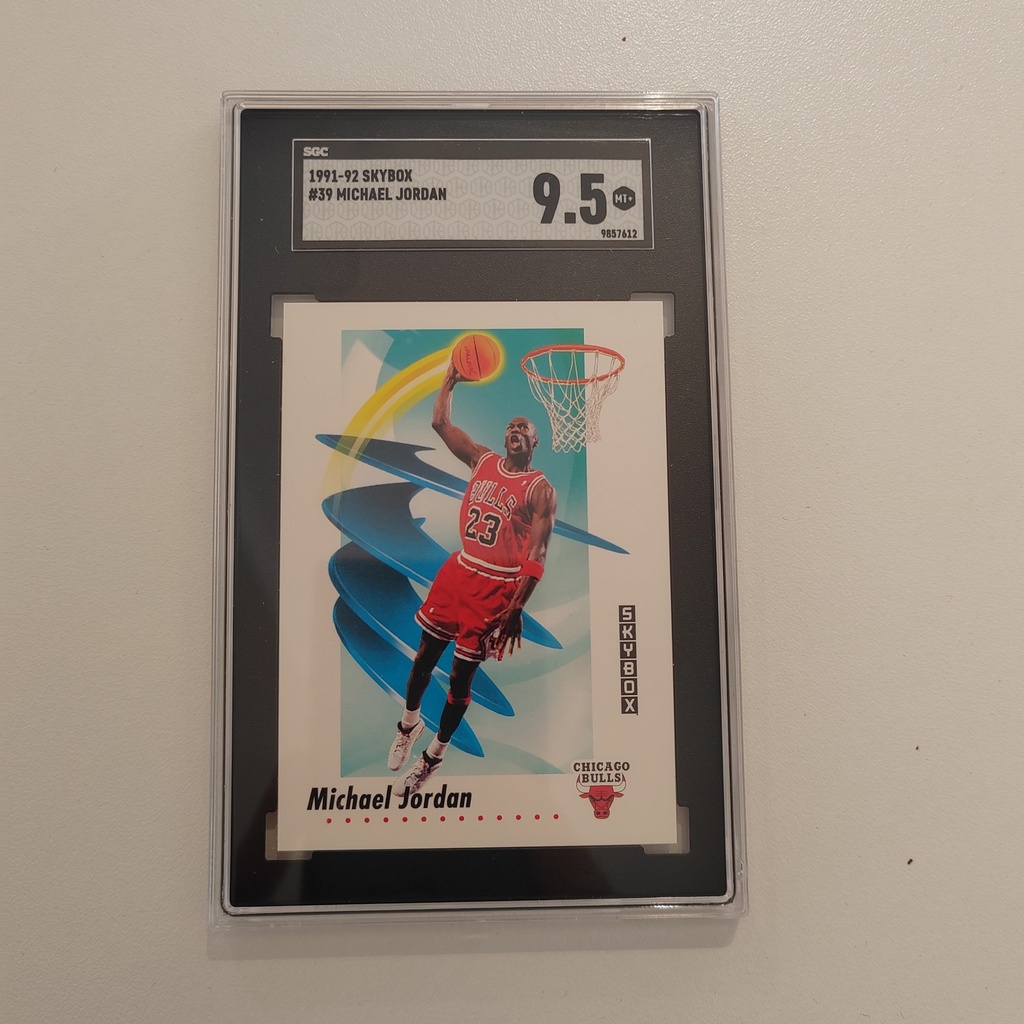 SGC
1991-92 SKYBOX
#39 MICHAEL JORDAN
9.5
MT+
9857612
BULLS
23
SKYBOX
CHICAGO
BULLS
Michael Jordan